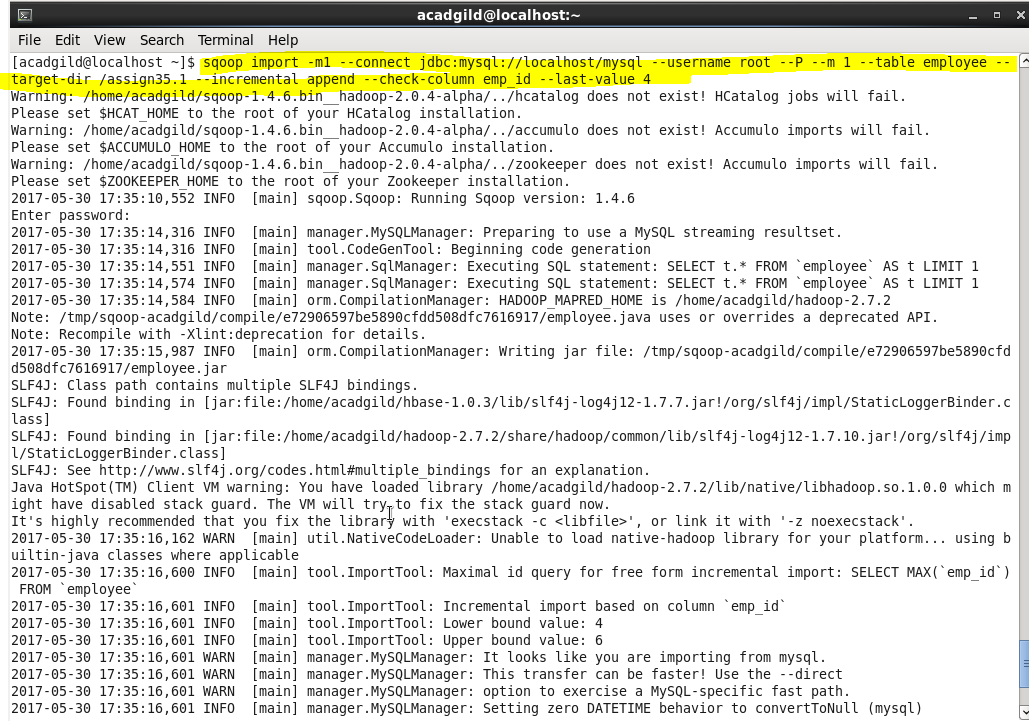 acadgild@localhost:~
File Edit View Search Terminal Help
[acadgild@localhost ~]$ sqoop import -m1 --connect jdbc:mysql://localhost/mysql --username root --P --m 1 --table employee --
target-dir /assign35.1 --incremental append --check-column emp_id --last-value 4
Warning: /home/acadgild/sqoop-1.4.6.bin__hadoop-2.0.4-alpha/../hcatalog does not exist! HCatalog jobs will fail.
Please set $HCAT_HOME to the root of your HCatalog installation.
Warning: /home/acadgild/sqoop-1.4.6.bin__hadoop-2.0.4-alpha/../accumulo does not exist! Accumulo imports will fail.
Please set $ACCUMULO_HOME to the root of your Accumulo installation.
Warning: /home/acadgild/sqoop-1.4.6.bin__hadoop-2.0.4-alpha/../zookeeper does not exist! Accumulo imports will fail.
Please set $ZOOKEEPER_HOME to the root of your Zookeeper installation.
2017-05-30 17:35:10,552 INFO  [main] sqoop.Sqoop: Running Sqoop version: 1.4.6
Enter password:
2017-05-30 17:35:14,316 INFO  [main] manager.MySQLManager: Preparing to use a MySQL streaming resultset.
2017-05-30 17:35:14,316 INFO  [main] tool.CodeGenTool: Beginning code generation
2017-05-30 17:35:14,551 INFO  [main] manager.SqlManager: Executing SQL statement: SELECT t.* FROM `employee` AS t LIMIT 1
2017-05-30 17:35:14,574 INFO  [main] manager.SqlManager: Executing SQL statement: SELECT t.* FROM `employee` AS t LIMIT 1
2017-05-30 17:35:14,584 INFO  [main] orm.CompilationManager: HADOOP_MAPRED_HOME is /home/acadgild/hadoop-2.7.2
Note: /tmp/sqoop-acadgild/compile/e72906597be5890cfdd508dfc7616917/employee.java uses or overrides a deprecated API.
Note: Recompile with -Xlint:deprecation for details.
2017-05-30 17:35:15,987 INFO  [main] orm.CompilationManager: Writing jar file: /tmp/sqoop-acadgild/compile/e72906597be5890cfd
d508dfc7616917/employee.jar
SLF4J: Class path contains multiple SLF4J bindings.
SLF4J: Found binding in [jar:file:/home/acadgild/hbase-1.0.3/lib/slf4j-log4j12-1.7.7.jar!/org/slf4j/impl/StaticLoggerBinder.c
lass]
SLF4J: Found binding in [jar:file:/home/acadgild/hadoop-2.7.2/share/hadoop/common/lib/slf4j-log4j12-1.7.10.jar!/org/slf4j/imp
l/StaticLoggerBinder.class]
SLF4J: See http://www.slf4j.org/codes.html#multiple_bindings for an explanation.
Java HotSpot(TM) Client VM warning: You have loaded library /home/acadgild/hadoop-2.7.2/lib/native/libhadoop.so.1.0.0 which m
ight have disabled stack guard. The VM will try to fix the stack guard now.
It's highly recommended that you fix the library with 'execstack -c <libfile>', or link it with '-z noexecstack'.
2017-05-30 17:35:16,162 WARN  [main] util.NativeCodeLoader: Unable to load native-hadoop library for your platform... using b
uiltin-java classes where applicable
2017-05-30 17:35:16,600 INFO  [main] tool.ImportTool: Maximal id query for free form incremental import: SELECT MAX(`emp_id`)
 FROM `employee`
2017-05-30 17:35:16,601 INFO  [main] tool.ImportTool: Incremental import based on column `emp_id`
2017-05-30 17:35:16,601 INFO  [main] tool.ImportTool: Lower bound value: 4
2017-05-30 17:35:16,601 INFO  [main] tool.ImportTool: Upper bound value: 6
2017-05-30 17:35:16,601 WARN  [main] manager.MySQLManager: It looks like you are importing from mysql.
2017-05-30 17:35:16,601 WARN  [main] manager.MySQLManager: This transfer can be faster! Use the --direct
2017-05-30 17:35:16,601 WARN  [main] manager.MySQLManager: option to exercise a MySQL-specific fast path.
2017-05-30 17:35:16,601 INFO  [main] manager.MySQLManager: Setting zero DATETIME behavior to convertToNull (mysql)